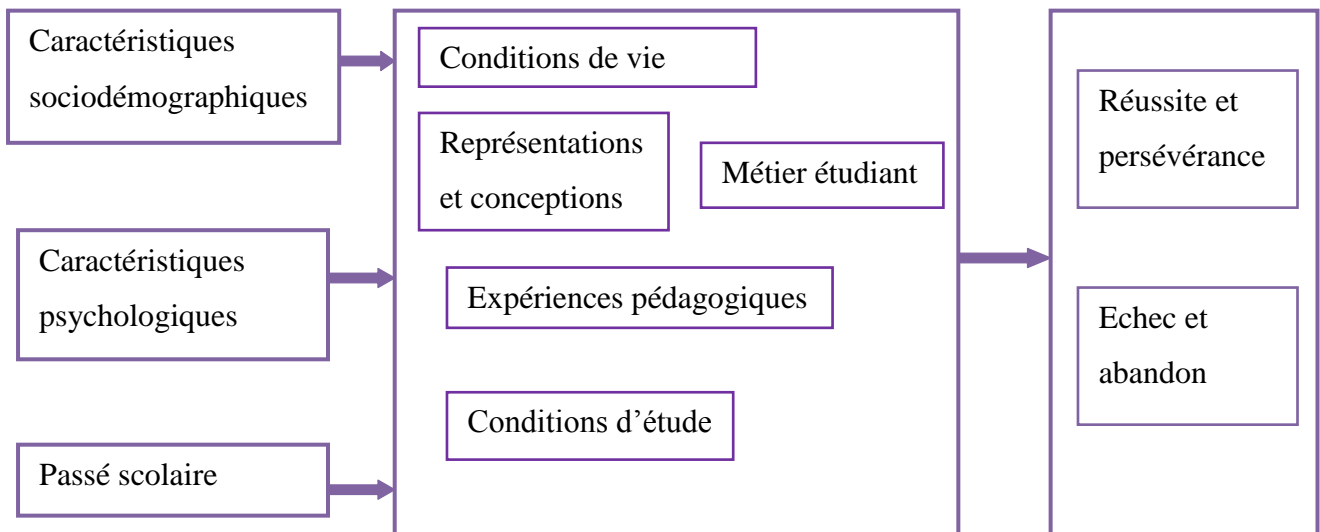 Caractéristiques
sociodémographiques
Caractéristiques
psychologiques
Passé scolaire
Conditions de vie
Représentations
et conceptions
Métier étudiant
Expériences pédagogiques
Conditions d’étude
Réussite et
persévérance
Echec et
abandon